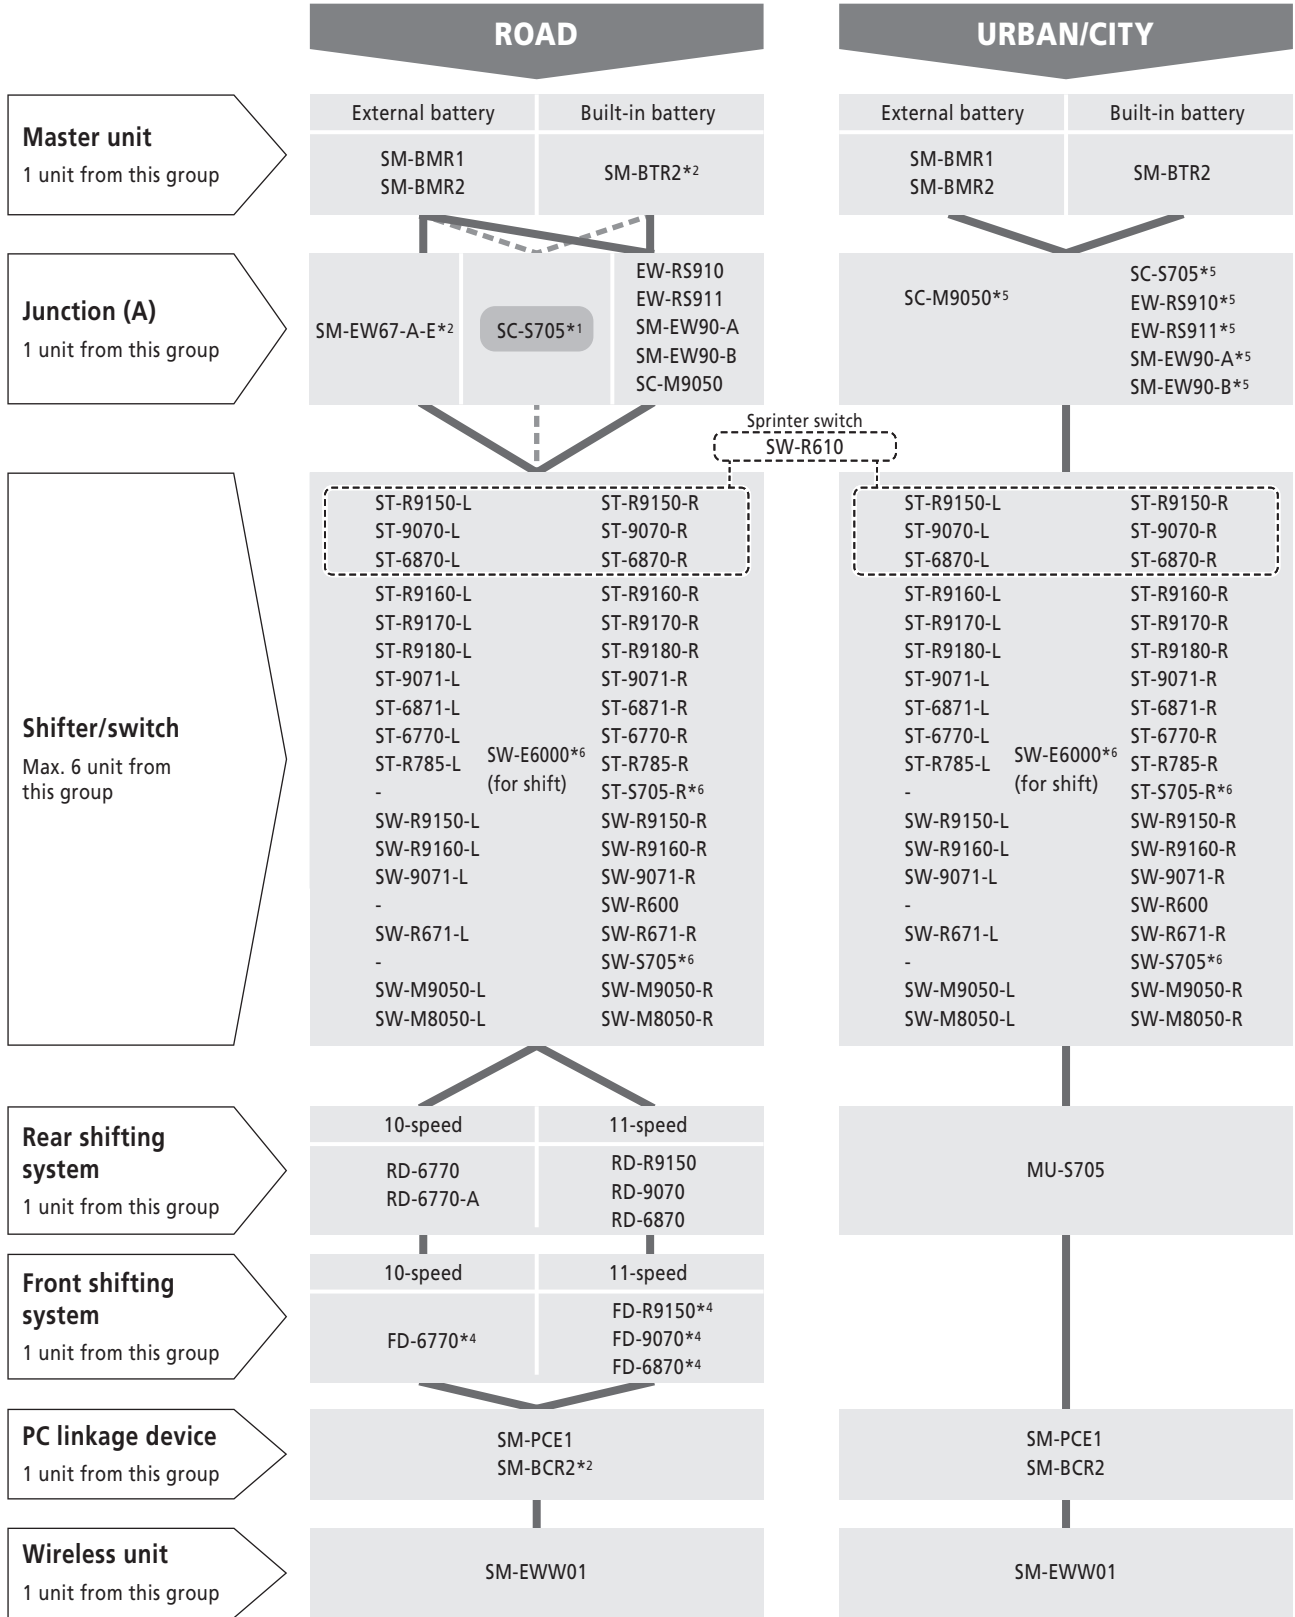 ROAD
URBAN/CITY
Master unit
1 unit from this group
External battery
Built-in battery
SM-BMR1
SM-BMR2
SM-BTR2*2
External battery
Built-in battery
SM-BMR1
SM-BMR2
SM-BTR2
Junction (A)
1 unit from this group
SM-EW67-A-E*2
SC-S705*1
EW-RS910
EW-RS911
SM-EW90-A
SM-EW90-B
SC-M9050
SC-M9050*5
SC-S705*5
EW-RS910*5
EW-RS911*5
SM-EW90-A*5
SM-EW90-B*5
Sprinter switch
SW-R610
Shifter/switch
Max. 6 unit from
this group
ST-R9150-L ST-R9150-R
ST-9070-L ST-9070-R
ST-6870-L ST-6870-R
ST-R9160-L ST-R9160-R
ST-R9170-L ST-R9170-R
ST-R9180-L ST-R9180-R
ST-9071-L ST-9071-R
ST-6871-L ST-6871-R
ST-6770-L ST-6770-R
SW-E6000*6
ST-R785-L ST-R785-R
(for shift)
- ST-S705-R*6
SW-R9150-L SW-R9150-R
SW-R9160-L SW-R9160-R
SW-9071-L SW-9071-R
- SW-R600
SW-R671-L SW-R671-R
- SW-S705*6
SW-M9050-L SW-M9050-R
SW-M8050-L SW-M8050-R
ST-R9150-L ST-R9150-R
ST-9070-L ST-9070-R
ST-6870-L ST-6870-R
ST-R9160-L ST-R9160-R
ST-R9170-L ST-R9170-R
ST-R9180-L ST-R9180-R
ST-9071-L ST-9071-R
ST-6871-L ST-6871-R
ST-6770-L ST-6770-R
SW-E6000*6
ST-R785-L ST-R785-R
(for shift)
- ST-S705-R*6
SW-R9150-L SW-R9150-R
SW-R9160-L SW-R9160-R
SW-9071-L SW-9071-R
- SW-R600
SW-R671-L SW-R671-R
- SW-S705*6
SW-M9050-L SW-M9050-R
SW-M8050-L SW-M8050-R
Rear shifting
system
1 unit from this group
10-speed
11-speed
RD-6770
RD-6770-A
RD-R9150
RD-9070
RD-6870
MU-S705
Front shifting
system
1 unit from this group
10-speed
11-speed
FD-6770*4
FD-R9150*4
FD-9070*4
FD-6870*4
PC linkage device
1 unit from this group
SM-PCE1
SM-BCR2*2
SM-PCE1
SM-BCR2
Wireless unit
1 unit from this group
SM-EWW01
SM-EWW01